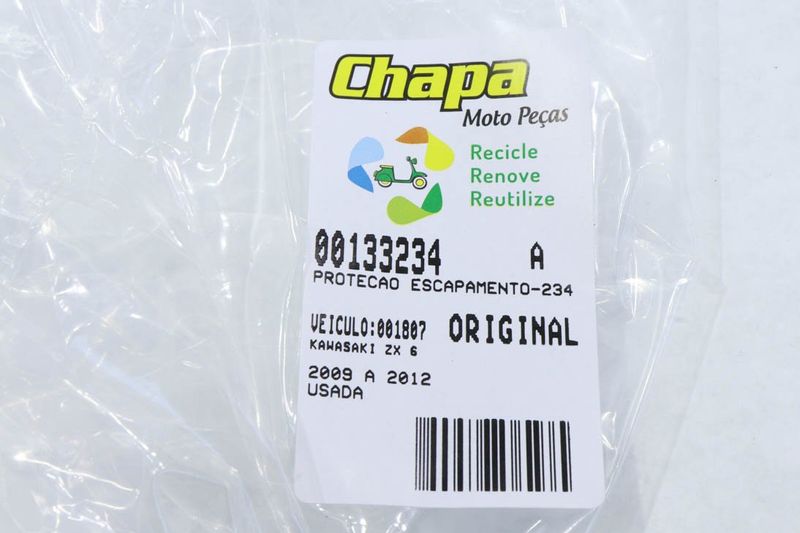 Chapa
Moto Peças
Recicle
Renove
Reutilize
00133234 A
PROTECAO ESCAPAMENTO-234
VEICULO:001807 ORIGINAL
KAWASAKI ZX 6
2009 A 2012
USADA